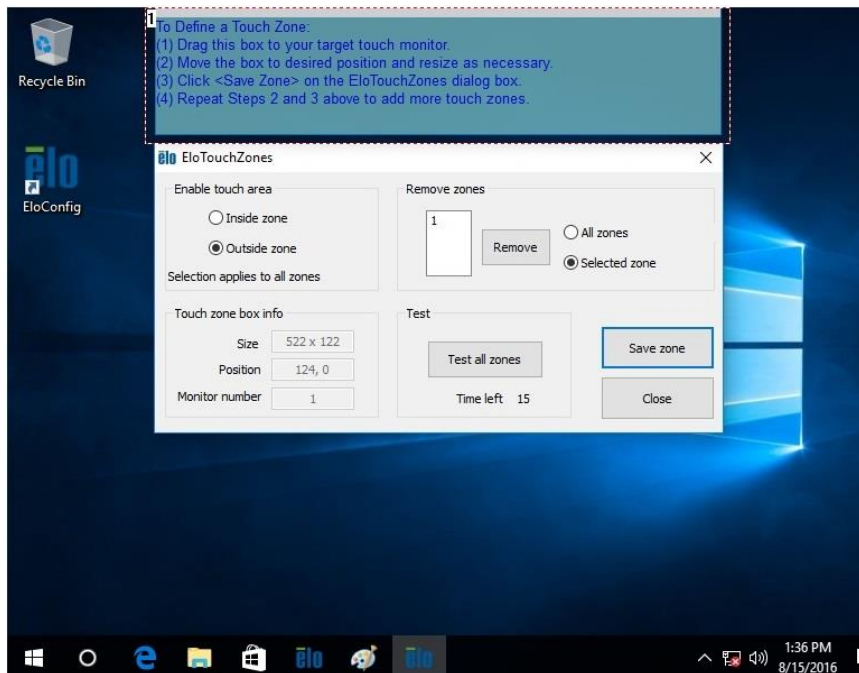 1
To Define a Touch Zone:
(1) Drag this box to your target touch monitor.
(2) Move the box to desired position and resize as necessary.
(3) Click <Save Zone> on the EloTouchZones dialog box.
(4) Repeat Steps 2 and 3 above to add more touch zones.
Recycle Bin
elo
EloConfig
elo EloTouchZones
Enable touch area
Inside zone
Outside zone
Selection applies to all zones
Remove zones
1
Remove
All zones
Selected zone
Touch zone box info
Size 522 x 122
Position 124, 0
Monitor number 1
Test
Test all zones
Time left 15
Save zone
Close
elo
elo
1:36 PM
8/15/2016